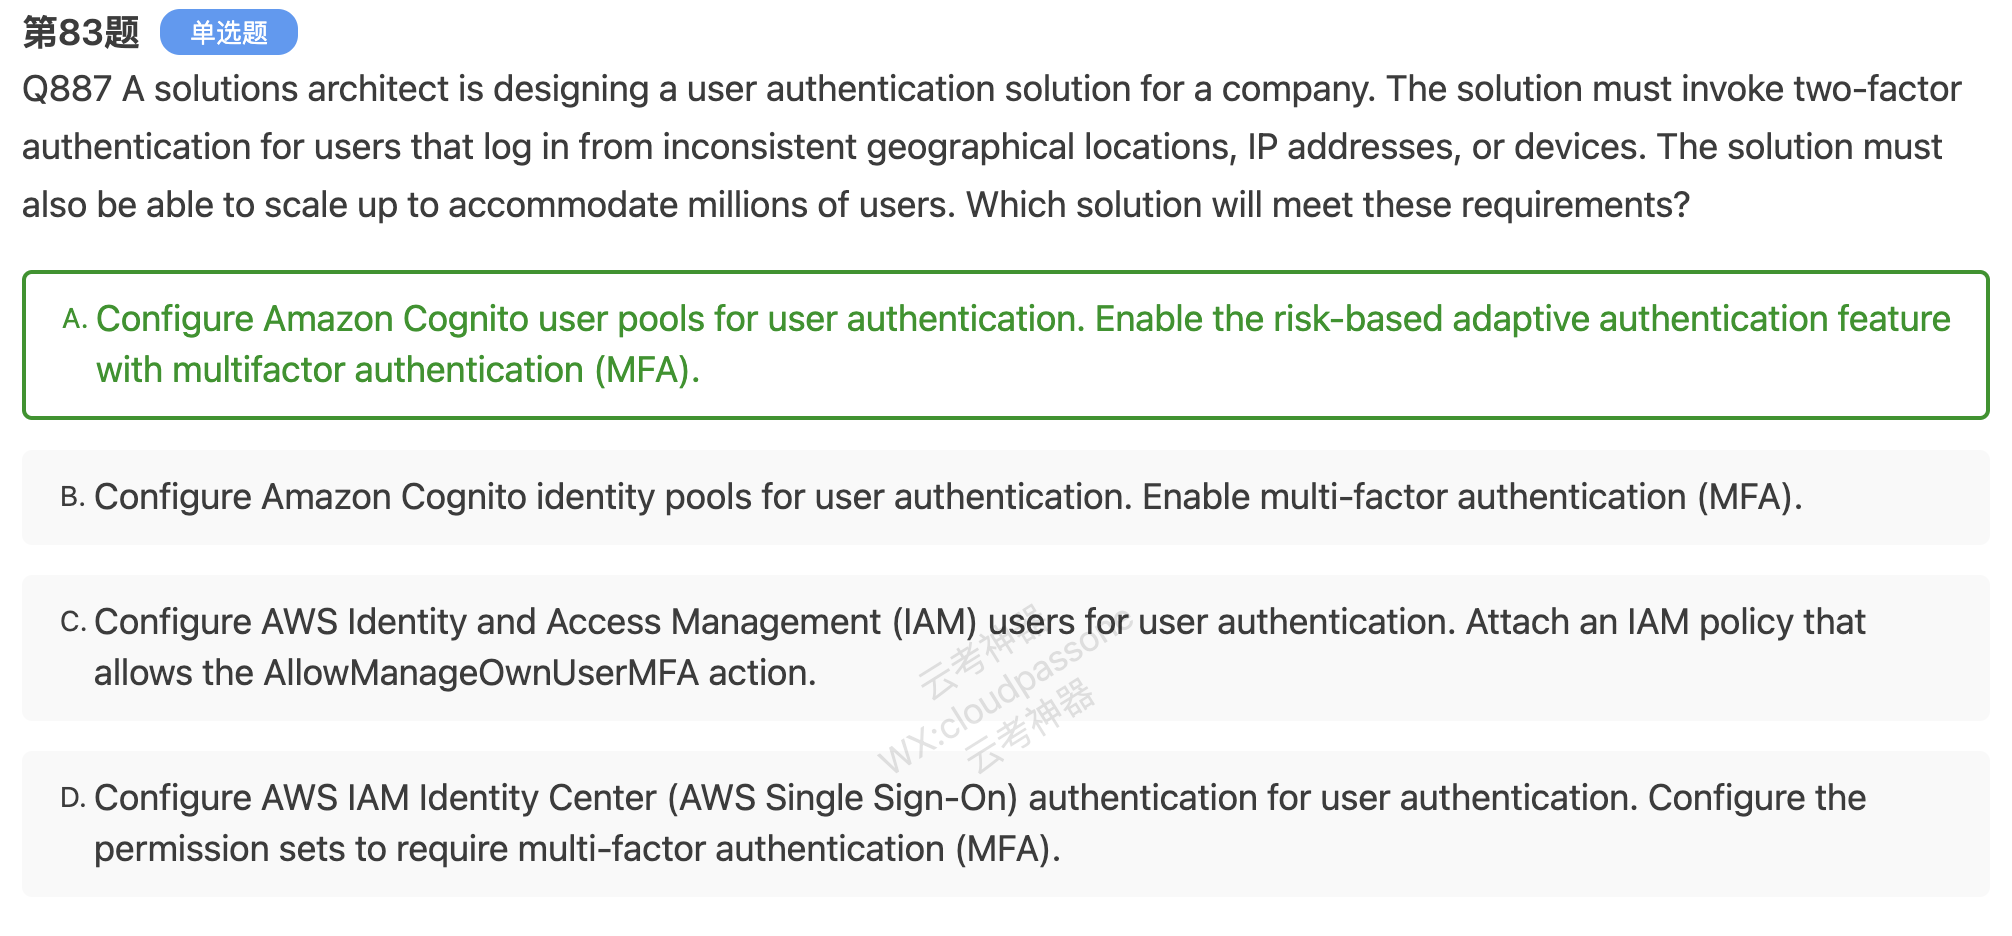 第83题 单选题
Q887 A solutions architect is designing a user authentication solution for a company. The solution must invoke two-factor
authentication for users that log in from inconsistent geographical locations, IP addresses, or devices. The solution must
also be able to scale up to accommodate millions of users. Which solution will meet these requirements?
A. Configure Amazon Cognito user pools for user authentication. Enable the risk-based adaptive authentication feature
with multifactor authentication (MFA).
B. Configure Amazon Cognito identity pools for user authentication. Enable multi-factor authentication (MFA).
C. Configure AWS Identity and Access Management (IAM) users for user authentication. Attach an IAM policy that
allows the AllowManageOwnUserMFA action.
云考神器
WX:cloudpassone
云考神器
D. Configure AWS IAM Identity Center (AWS Single Sign-On) authentication for user authentication. Configure the
permission sets to require multi-factor authentication (MFA).